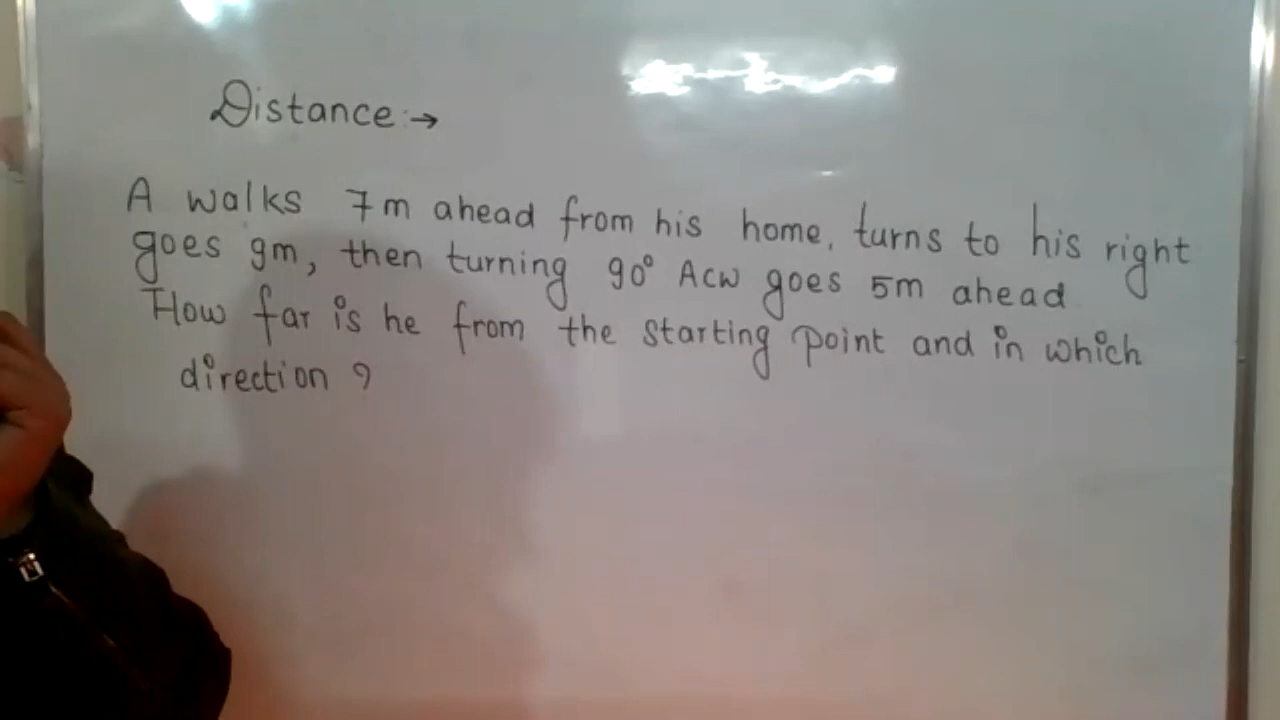 Distance:→
A walks 7m ahead from his home, turns to his right
goes 9m, then turning 90° ACW goes 5m ahead
How far is he from the starting point and in which
direction ?